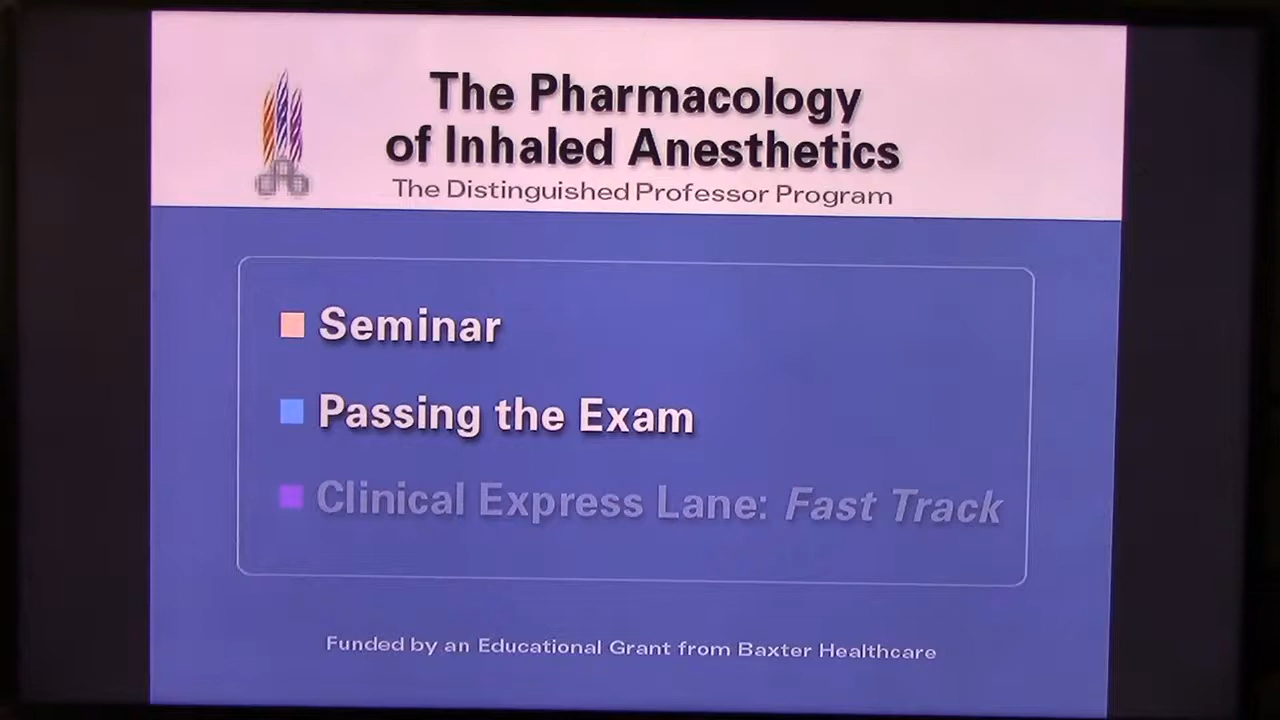 The Pharmacology
of Inhaled Anesthetics
The Distinguished Professor Program
Seminar
Passing the Exam
Clinical Express Lane: Fast Track
Funded by an Educational Grant from Baxter Healthcare